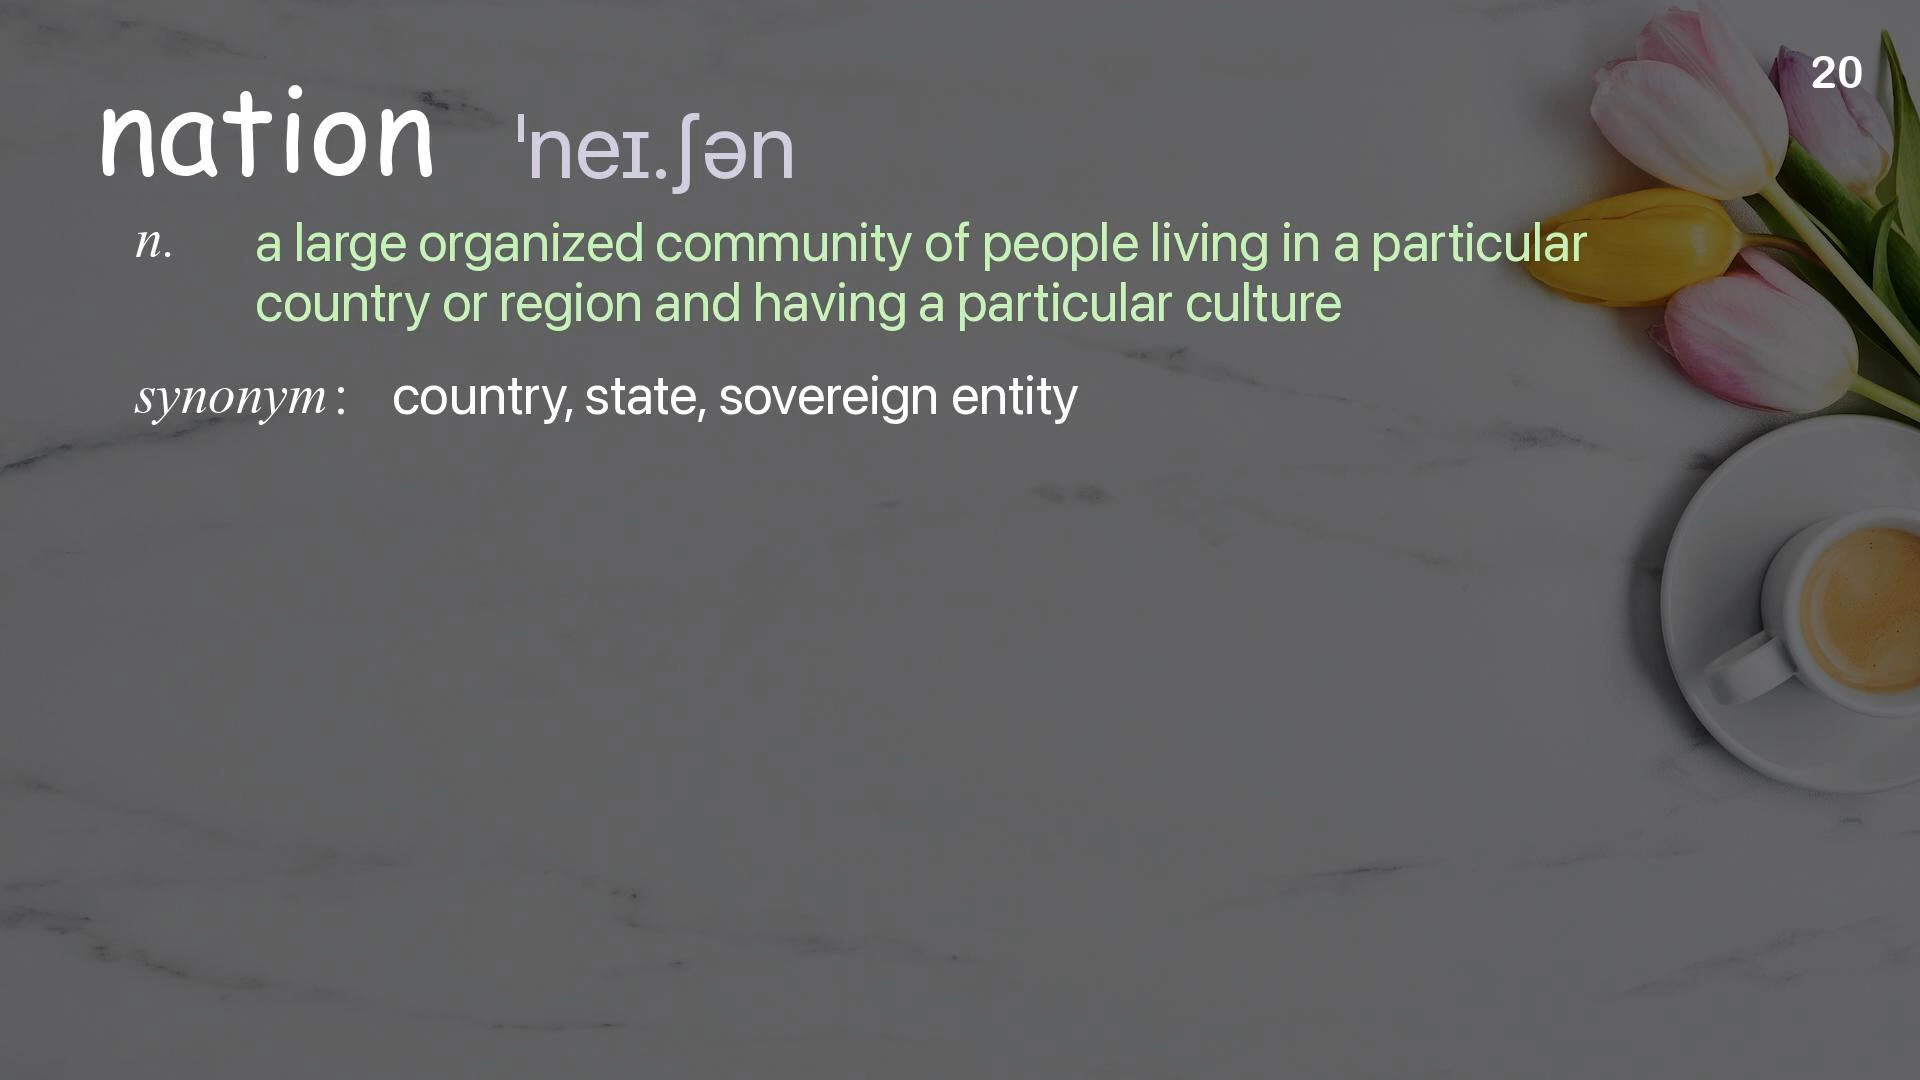 20
nation ˈneɪ.ʃən
n. a large organized community of people living in a particular
country or region and having a particular culture
synonym: country, state, sovereign entity